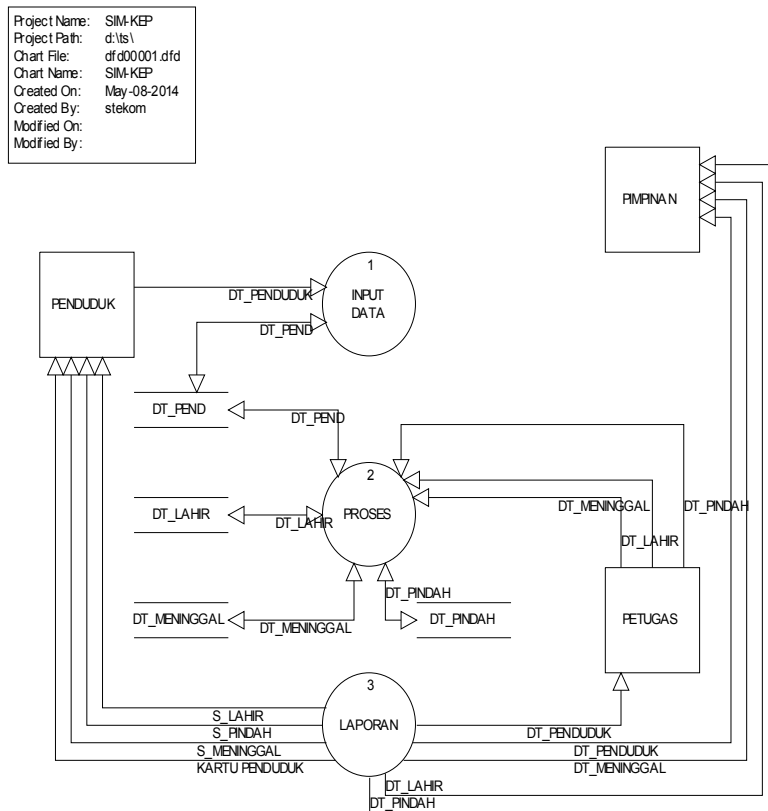 Project Name: SIM-KEP
Project Path: d:\ts\
Chart File: dfd00001.dfd
Chart Name: SIM-KEP
Created On: May-08-2014
Created By: stekom
Modified On:
Modified By:
PIMPINAN
PENDUDUK
DT_PENDUDUK
1
INPUT
DATA
DT_PEND
DT_PEND
DT_PEND
2
PROSES
DT_LAHIR
DT_LAHIR
DT_MENINGGAL
DT_PINDAH
DT_LAHIR
DT_MENINGGAL
DT_MENINGGAL
DT_PINDAH
DT_PINDAH
PETUGAS
3
LAPORAN
S_LAHIR
S_PINDAH
S_MENINGGAL
KARTU PENDUDUK
DT_PENDUDUK
DT_PENDUDUK
DT_MENINGGAL
DT_LAHIR
DT_PINDAH